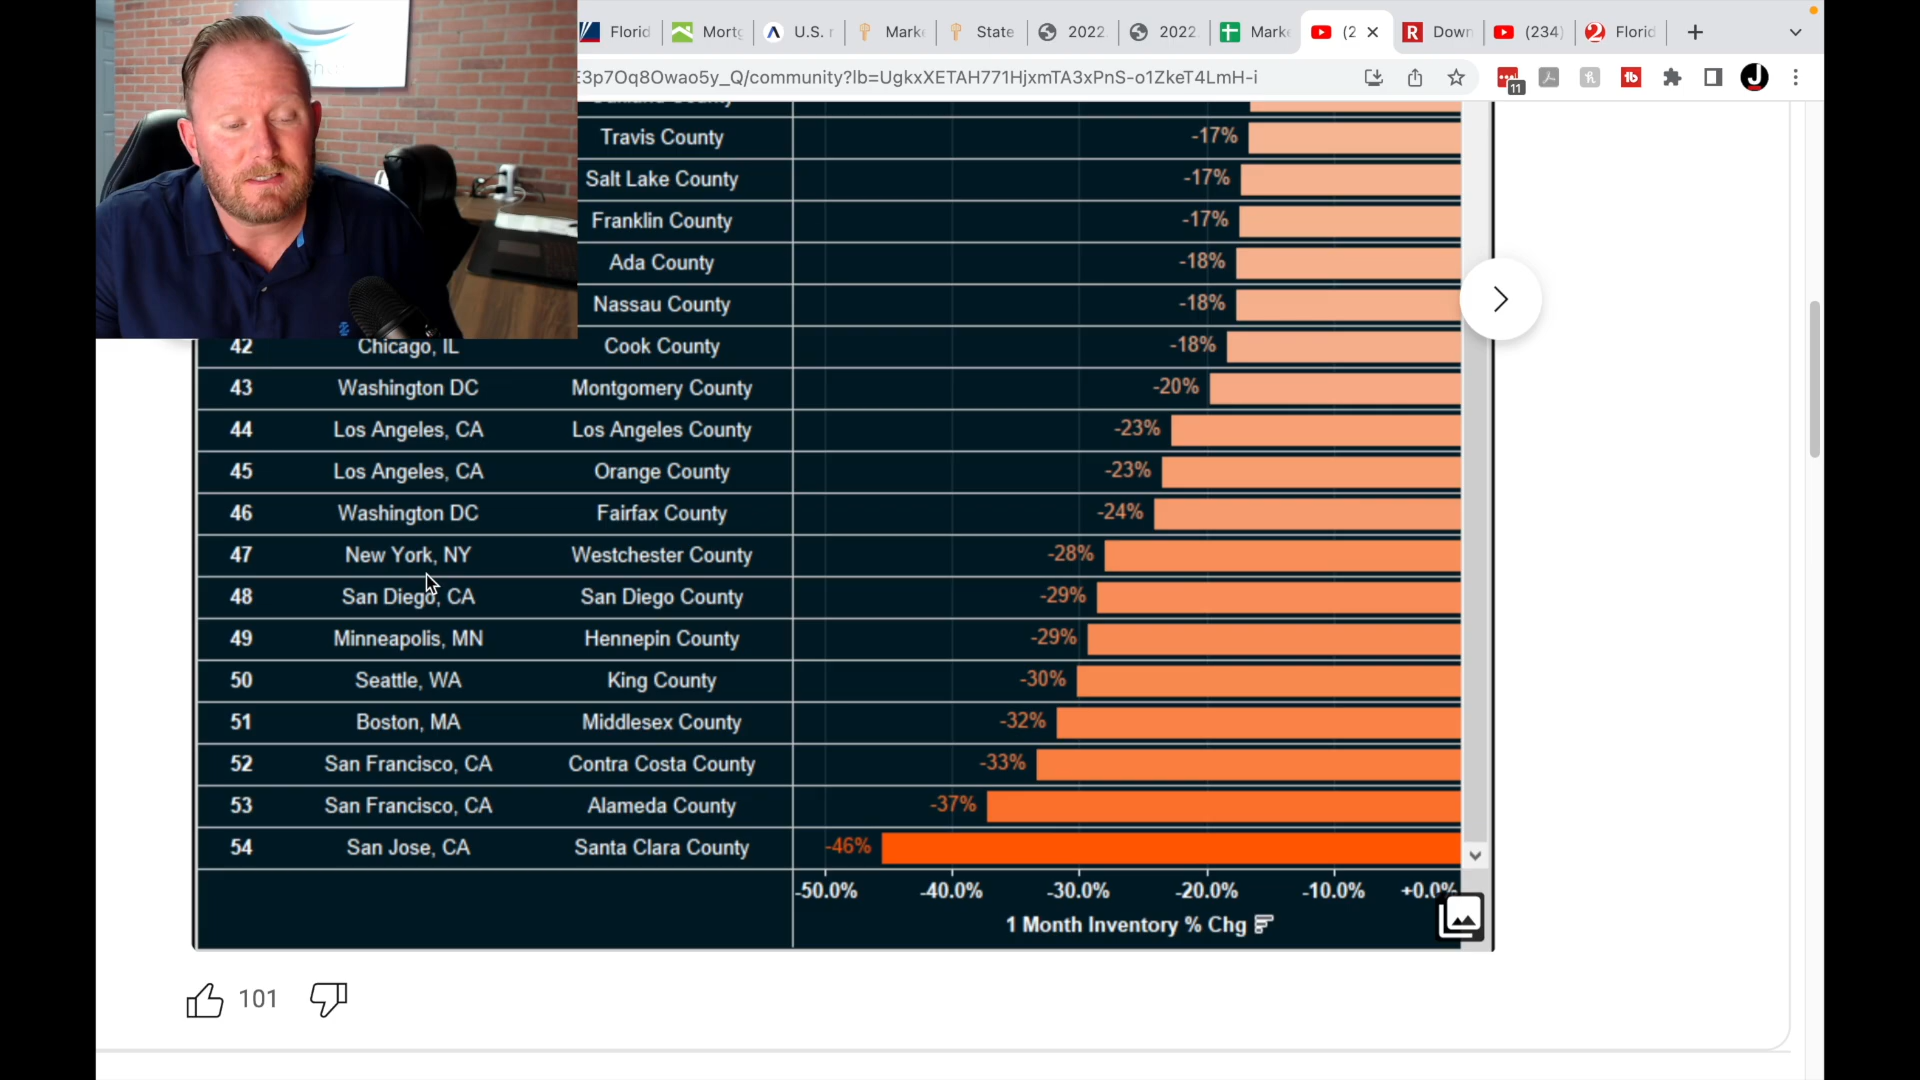 Florid
Mortg
U.S. r
Marke
State
2022
2022
Marke
(2
Down
(234)
Florid
E3p7Oq8Owao5y_Q/community?lb=UgkxXETAH771HjxmTA3xPnS-o1ZkeT4LmH-i
11
Travis County -17%
Salt Lake County -17%
Franklin County -17%
Ada County -18%
Nassau County -18%
42 Chicago, IL Cook County -18%
43 Washington DC Montgomery County -20%
44 Los Angeles, CA Los Angeles County -23%
45 Los Angeles, CA Orange County -23%
46 Washington DC Fairfax County -24%
47 New York, NY Westchester County -28%
48 San Diego, CA San Diego County -29%
49 Minneapolis, MN Hennepin County -29%
50 Seattle, WA King County -30%
51 Boston, MA Middlesex County -32%
52 San Francisco, CA Contra Costa County -33%
53 San Francisco, CA Alameda County -37%
54 San Jose, CA Santa Clara County -46%
-50.0% -40.0% -30.0% -20.0% -10.0% +0.0%
1 Month Inventory % Chg
101